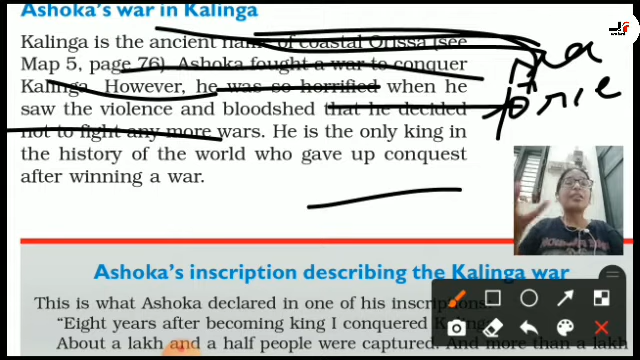 Ashoka's war in Kalinga
Kalinga is the ancient name of coastal Orissa (see
Map 5, page 76). Ashoka fought a war to conquer
Kalinga. However, he was so horrified when he
saw the violence and bloodshed that he decided
not to fight any more wars. He is the only king in
the history of the world who gave up conquest
after winning a war.
Ashoka's inscription describing the Kalinga war
This is what Ashoka declared in one of his inscriptions:
"Eight years after becoming king I conquered Kalinga.
About a lakh and a half people were captured. And more than a lakh